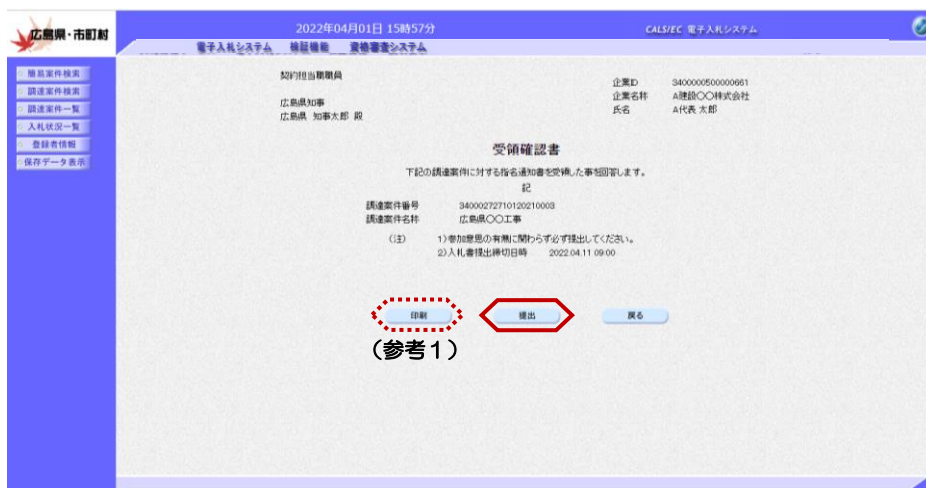 広島県・市町村
2022年04月01日 15時57分
CALS/EC 電子入札システム
電子入札システム 検証機能 資格審査システム
簡易案件検索
調達案件検索
調達案件一覧
入札状況一覧
登録者情報
保存データ表示
契約担当職職員
広島県知事
広島県 知事太郎 殿
企業ID 3400000500000661
企業名称 A建設〇〇株式会社
氏名 A代表 太郎
受領確認書
下記の調達案件に対する指名通知書を受領した事を回答します。
記
調達案件番号 34000272710120210003
調達案件名称 広島県〇〇工事
(注) 1)参加意思の有無に関わらず必ず提出してください。
2)入札書提出締切日時 2022.04.11 09:00
印刷 提出 戻る
(参考1)